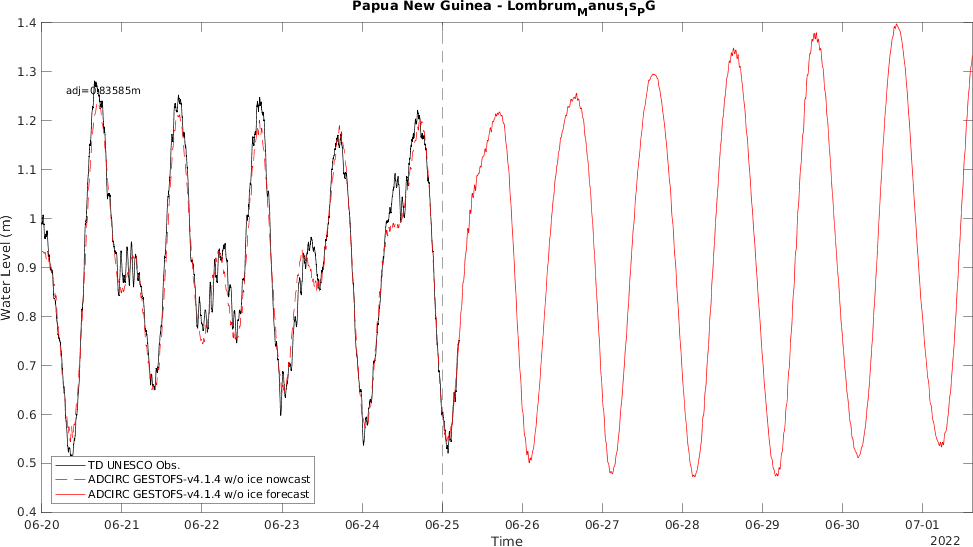 Papua New Guinea - LombrumManusIsPG
1.4
1.3
1.2
1.1
1
0.9
0.8
0.7
0.6
0.5
0.4
Water Level (m)
adj=0.83585m
TD UNESCO Obs.
ADCIRC GESTOFS-v4.1.4 w/o ice nowcast
ADCIRC GESTOFS-v4.1.4 w/o ice forecast
06-20 06-21 06-22 06-23 06-24 06-25 06-26 06-27 06-28 06-29 06-30 07-01
Time
2022